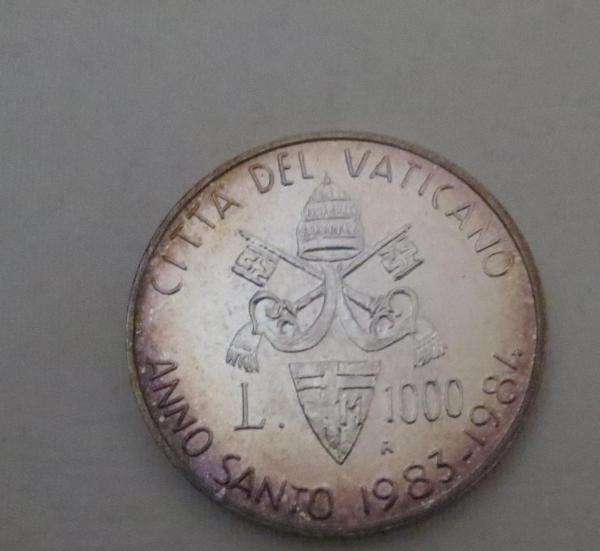 CITTA DEL VATICANO
L. 1000
M
R
ANNO SANTO 1983-1984